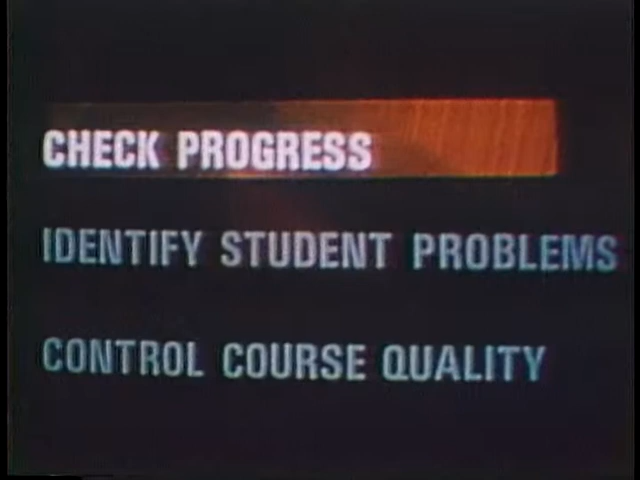 CHECK PROGRESS
IDENTIFY STUDENT PROBLEMS
CONTROL COURSE QUALITY